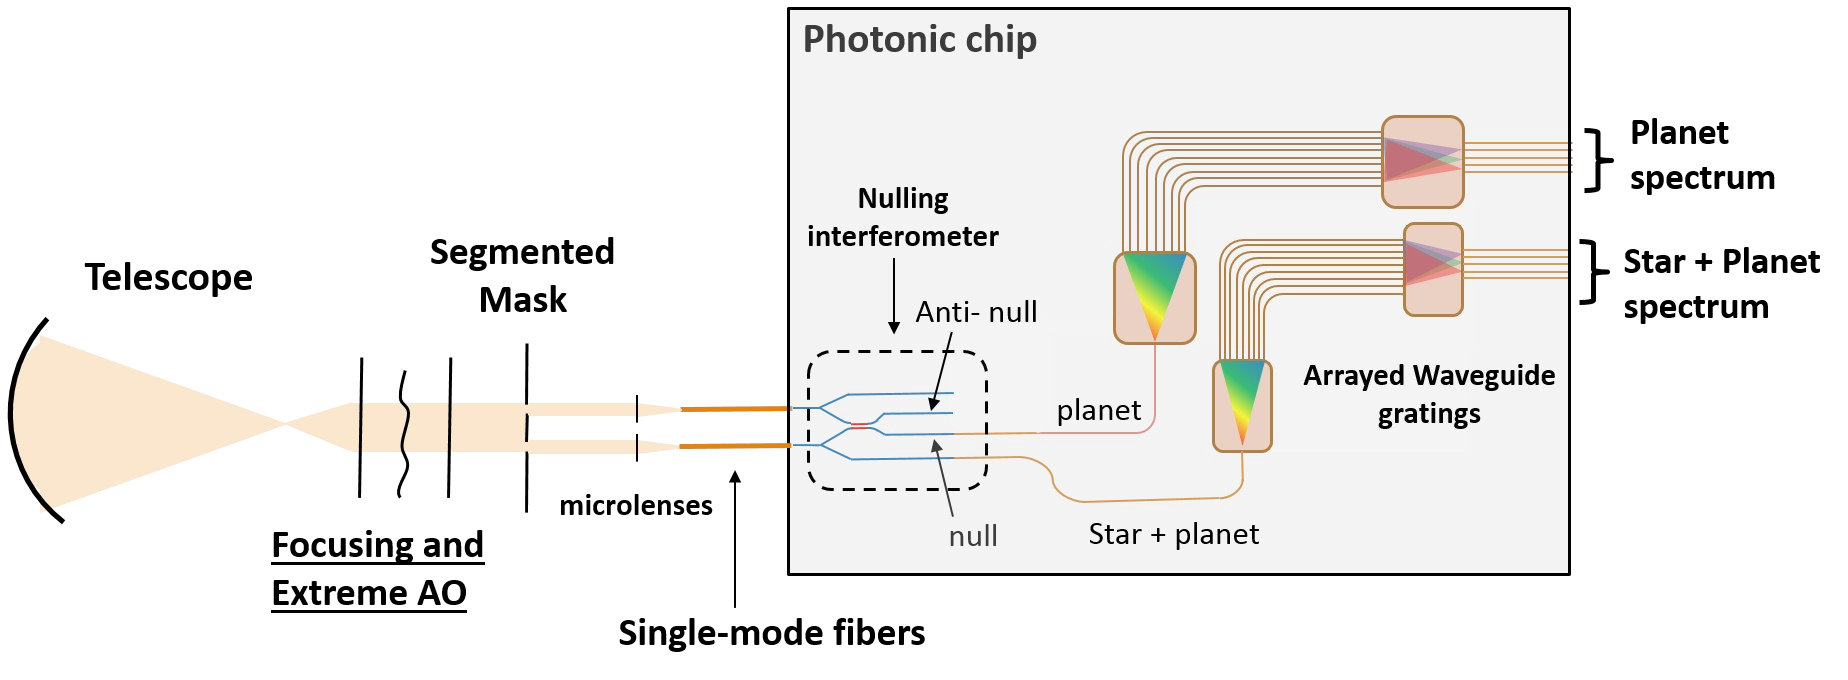 Photonic chip
Planet
spectrum
Nulling
interferometer
Segmented
Mask
Telescope
Star + Planet
spectrum
Anti- null
Arrayed Waveguide
gratings
planet
microlenses
null
Star + planet
Focusing and
Extreme AO
Single-mode fibers